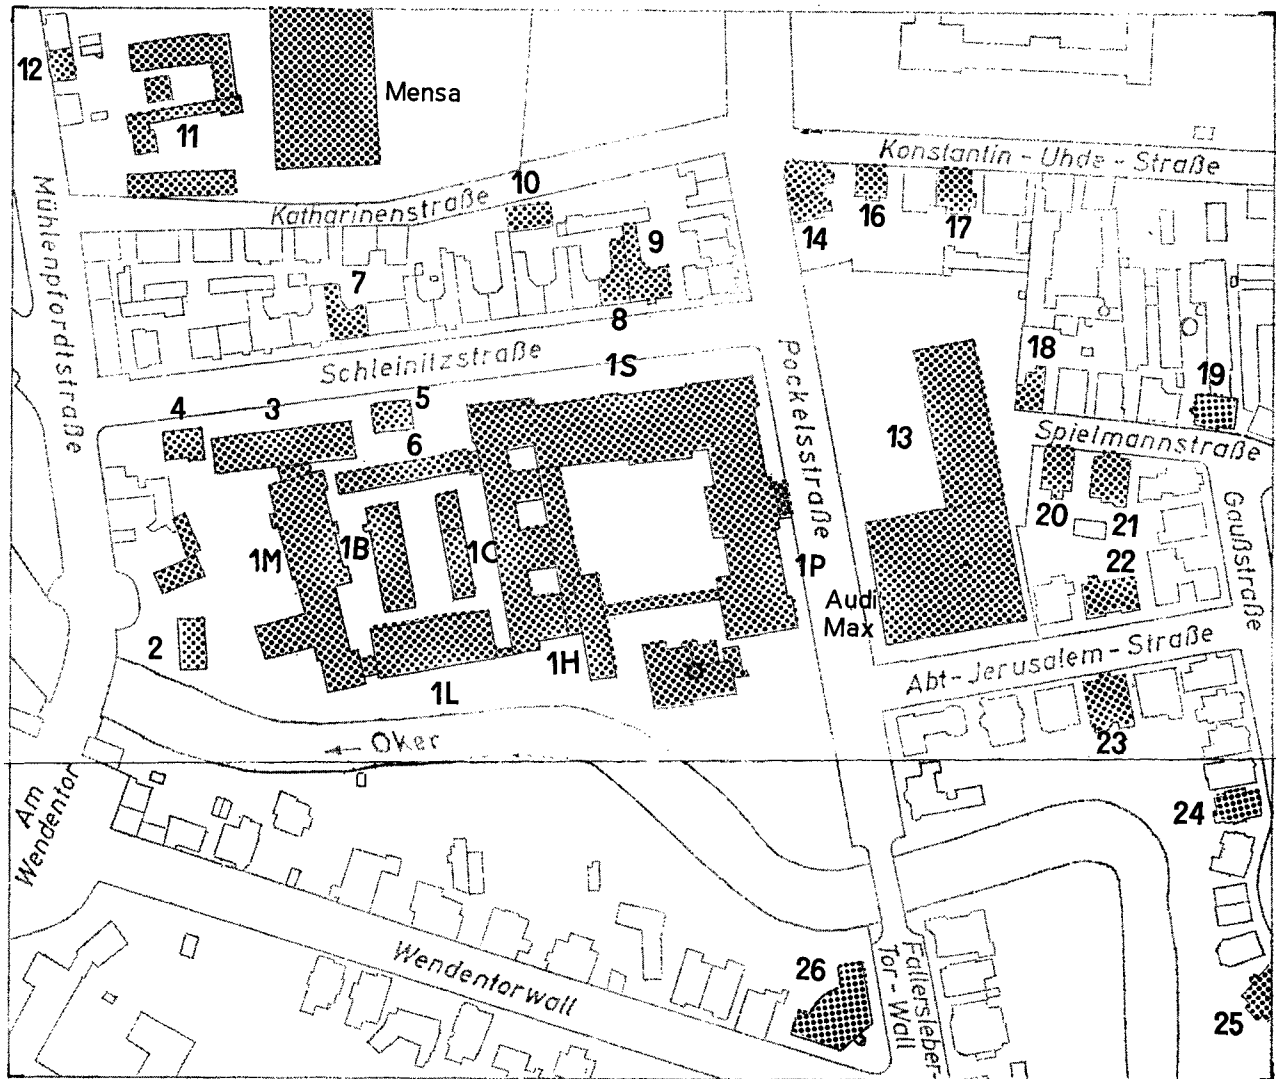 12
Mensa
11
Konstantin-Uhde-Straße
Mühlenpfordtstraße
10
Katharinenstraße
16
17
14
9
7
8
Schleinitzstraße
1S
18
19
Pockelsstraße
4
3
5
6
13
Spielmannstraße
20
21
Gaußstraße
1M
1B
1C
1P
22
Audi
Max
2
1H
1L
Abt-Jerusalem-Straße
← Oker
23
Am
Wendentor
24
Wendentorwall
26
Fallersleber-
Tor-Wall
25